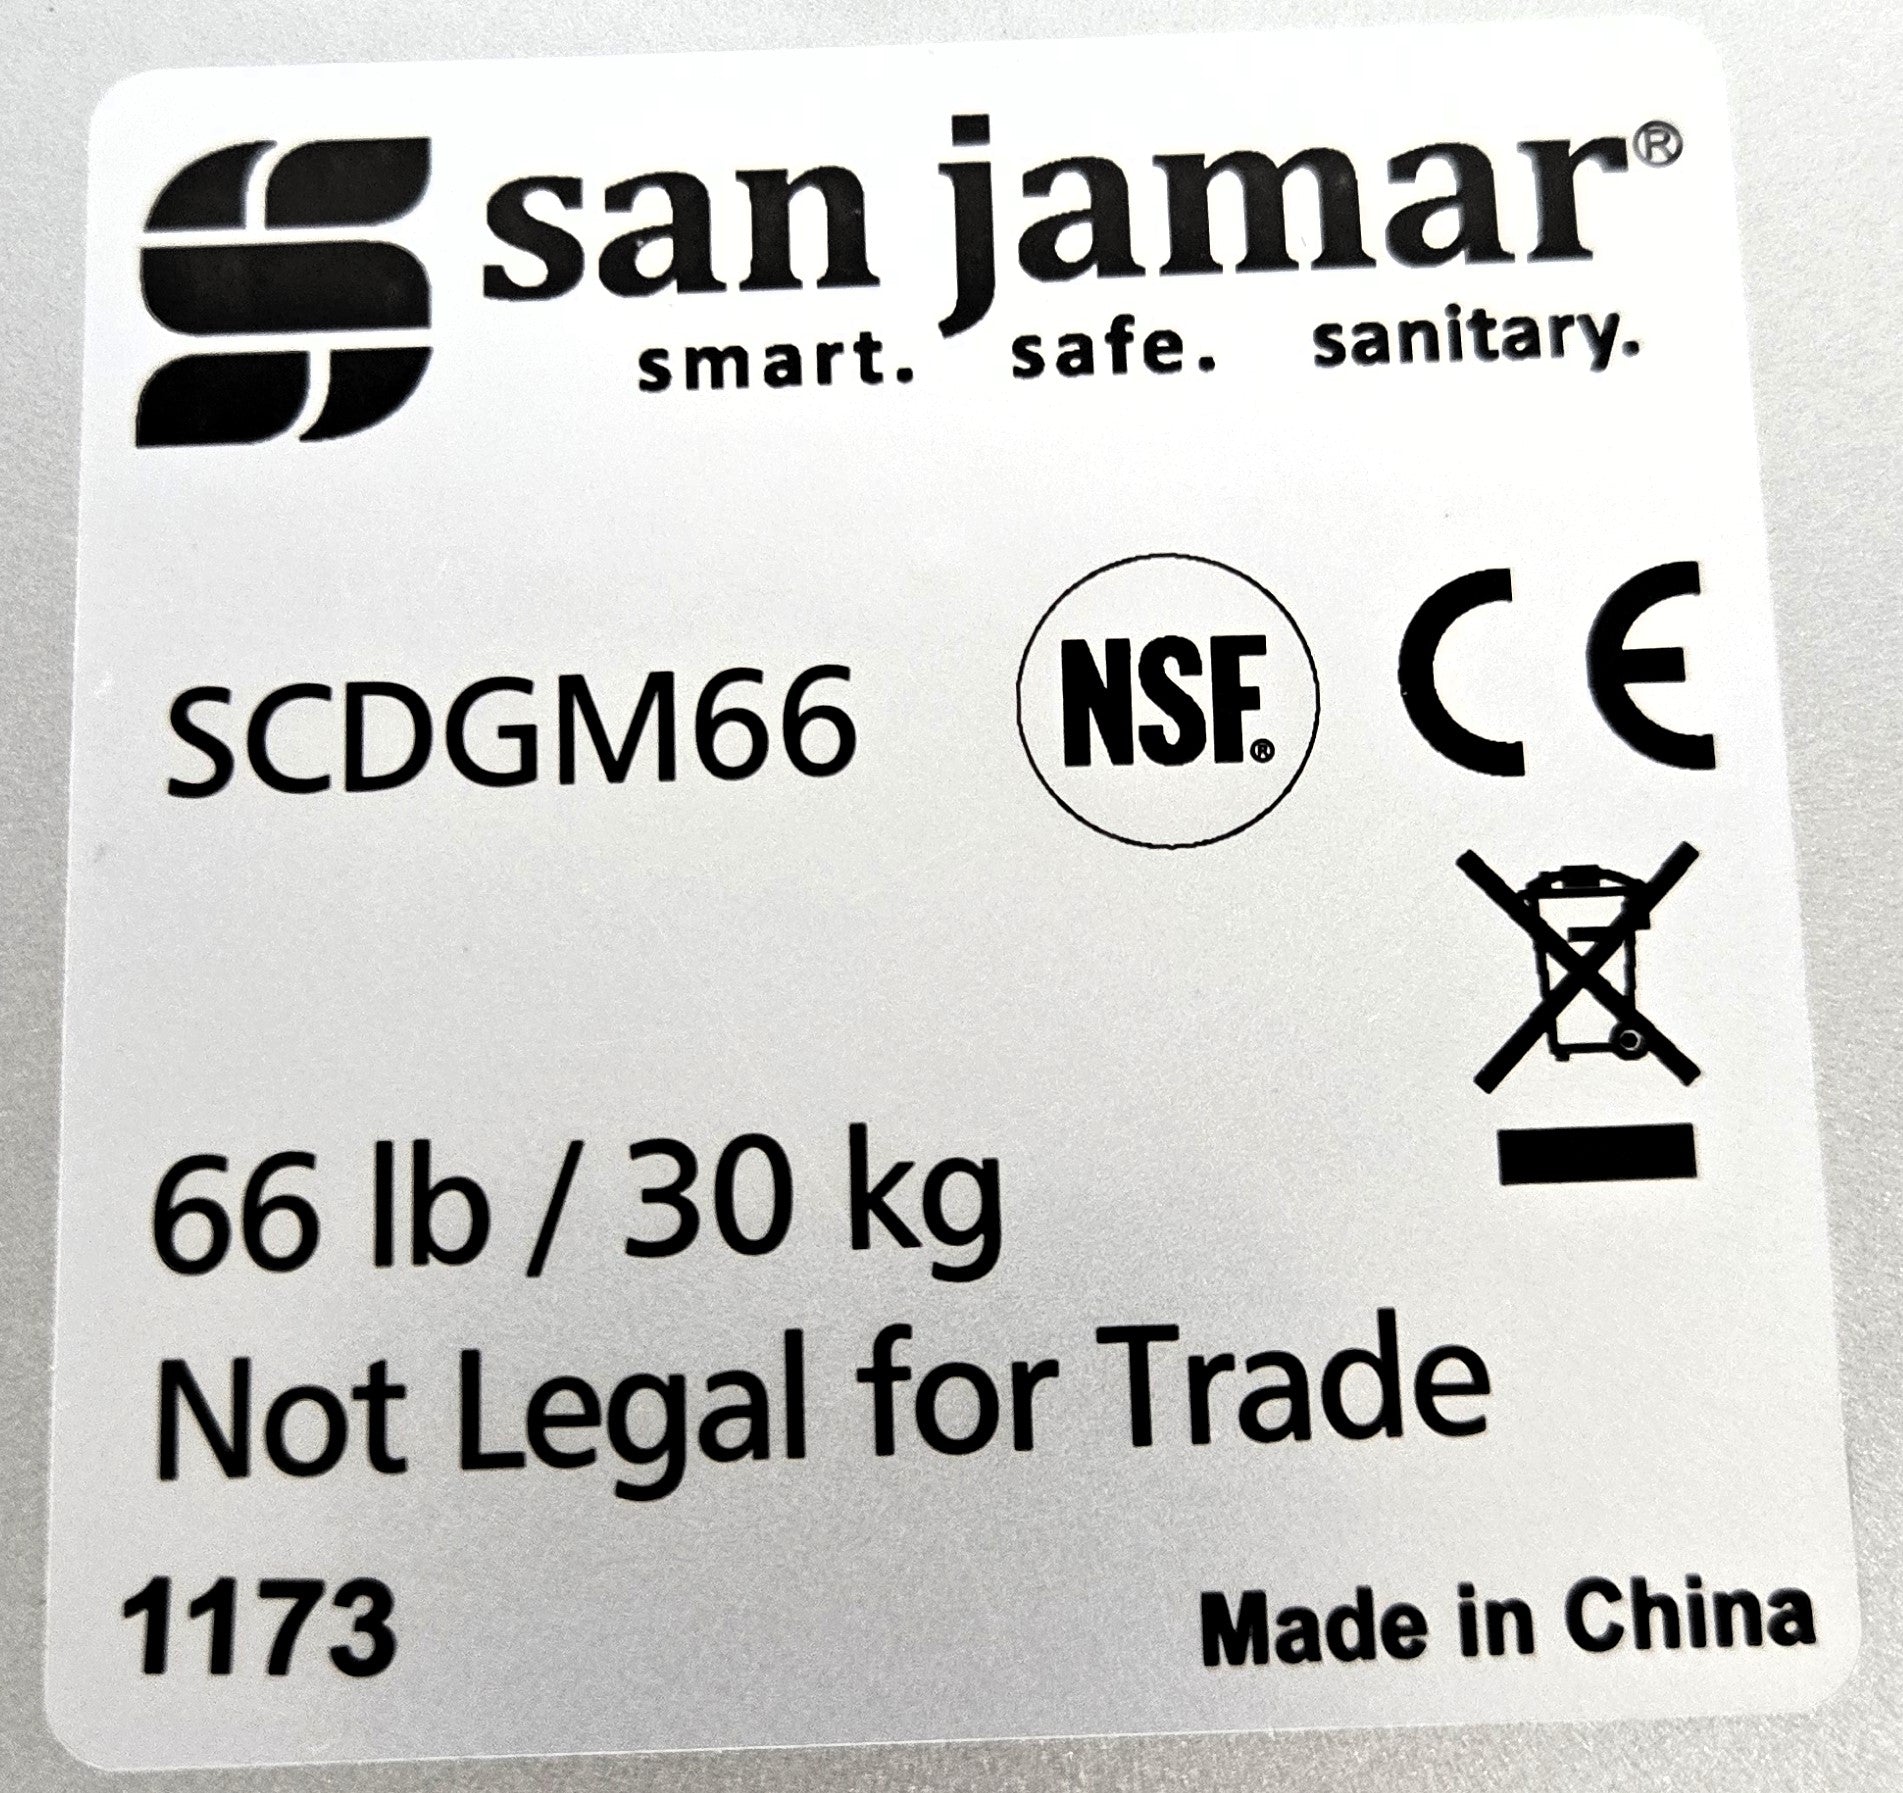 san jamar®
smart. safe. sanitary.
SCDGM66
NSF®
CE
66 lb / 30 kg
Not Legal for Trade
1173
Made in China